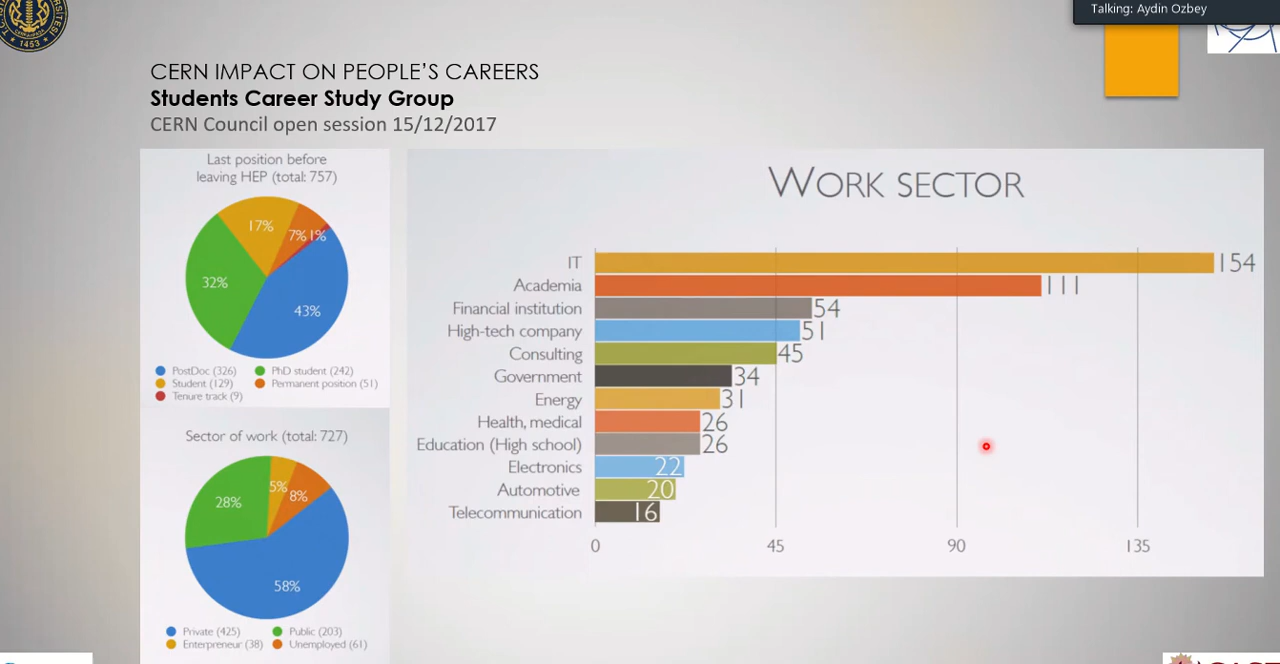 Talking: Aydin Ozbey
1453
CERN IMPACT ON PEOPLE’S CAREERS
Students Career Study Group
CERN Council open session 15/12/2017
Last position before
leaving HEP (total: 757)
17%
7% 1%
32%
43%
PostDoc (326)
PhD student (242)
Student (129)
Permanent position (51)
Tenure track (9)
Sector of work (total: 727)
5%
8%
28%
58%
Private (425)
Public (203)
Enterpreneur (38)
Unemployed (61)
WORK SECTOR
IT 154
Academia 111
Financial institution 54
High-tech company 51
Consulting 45
Government 34
Energy 31
Health, medical 26
Education (High school) 26
Electronics 22
Automotive 20
Telecommunication 16
0 45 90 135